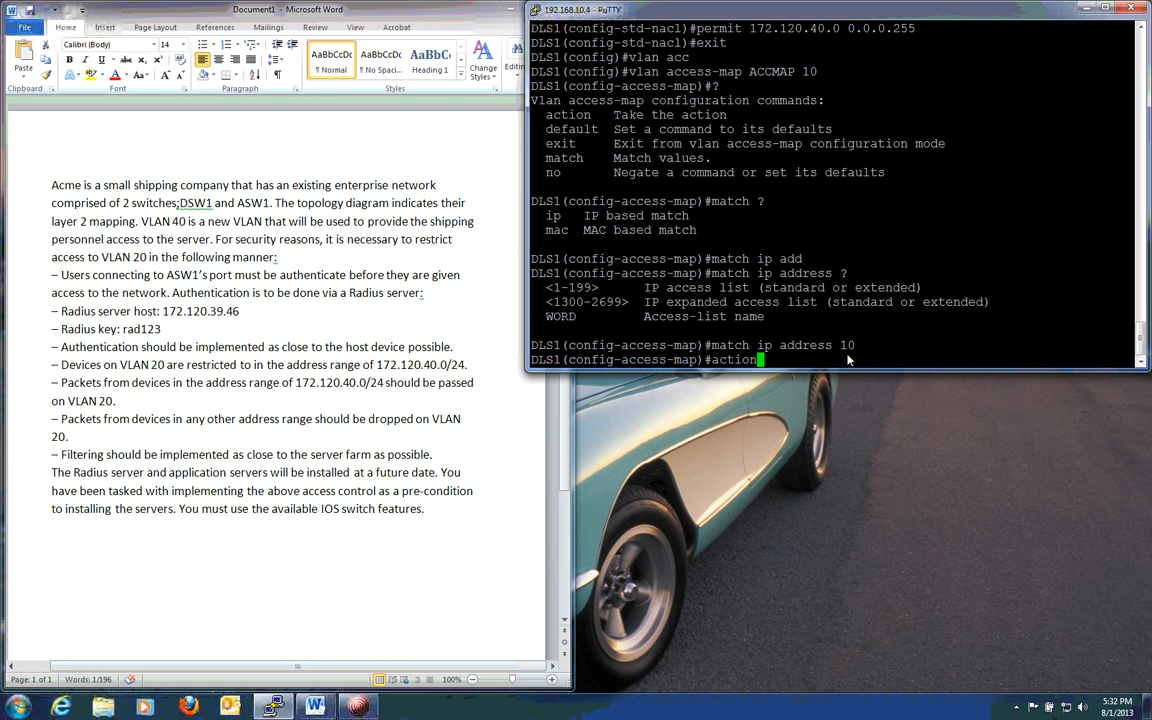 Document1 - Microsoft Word
File
Home
Insert
Page Layout
References
Mailings
Review
View
Acrobat
Paste
Calibri (Body)
14
AaBbCcDc
AaBbCcDc
AaBbCc
¶ Normal
¶ No Spaci...
Heading 1
Change
Styles
Editing
Clipboard
Font
Paragraph
Styles
Acme is a small shipping company that has an existing enterprise network
comprised of 2 switches;DSW1 and ASW1. The topology diagram indicates their
layer 2 mapping. VLAN 40 is a new VLAN that will be used to provide the shipping
personnel access to the server. For security reasons, it is necessary to restrict
access to VLAN 20 in the following manner:
– Users connecting to ASW1's port must be authenticate before they are given
access to the network. Authentication is to be done via a Radius server:
– Radius server host: 172.120.39.46
– Radius key: rad123
– Authentication should be implemented as close to the host device possible.
– Devices on VLAN 20 are restricted to in the address range of 172.120.40.0/24.
– Packets from devices in the address range of 172.120.40.0/24 should be passed
on VLAN 20.
– Packets from devices in any other address range should be dropped on VLAN
20.
– Filtering should be implemented as close to the server farm as possible.
The Radius server and application servers will be installed at a future date. You
have been tasked with implementing the above access control as a pre-condition
to installing the servers. You must use the available IOS switch features.
Page: 1 of 1
Words: 1/196
100%
192.168.10.4 - PuTTY
DLS1(config-std-nacl)#permit 172.120.40.0 0.0.0.255
DLS1(config-std-nacl)#exit
DLS1(config)#vlan acc
DLS1(config)#vlan access-map ACCMAP 10
DLS1(config-access-map)#?
Vlan access-map configuration commands:
action Take the action
default Set a command to its defaults
exit Exit from vlan access-map configuration mode
match Match values.
no Negate a command or set its defaults
DLS1(config-access-map)#match ?
ip IP based match
mac MAC based match
DLS1(config-access-map)#match ip add
DLS1(config-access-map)#match ip address ?
<1-199> IP access list (standard or extended)
<1300-2699> IP expanded access list (standard or extended)
WORD Access-list name
DLS1(config-access-map)#match ip address 10
DLS1(config-access-map)#action
5:32 PM
8/1/2013